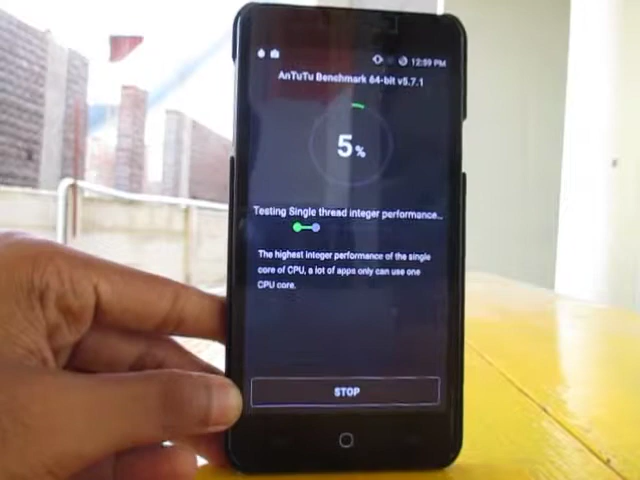 12:59 PM
AnTuTu Benchmark 64-bit v5.7.1
5%
Testing Single thread integer performance...
The highest integer performance of the single
core of CPU, a lot of apps only can use one
CPU core.
STOP